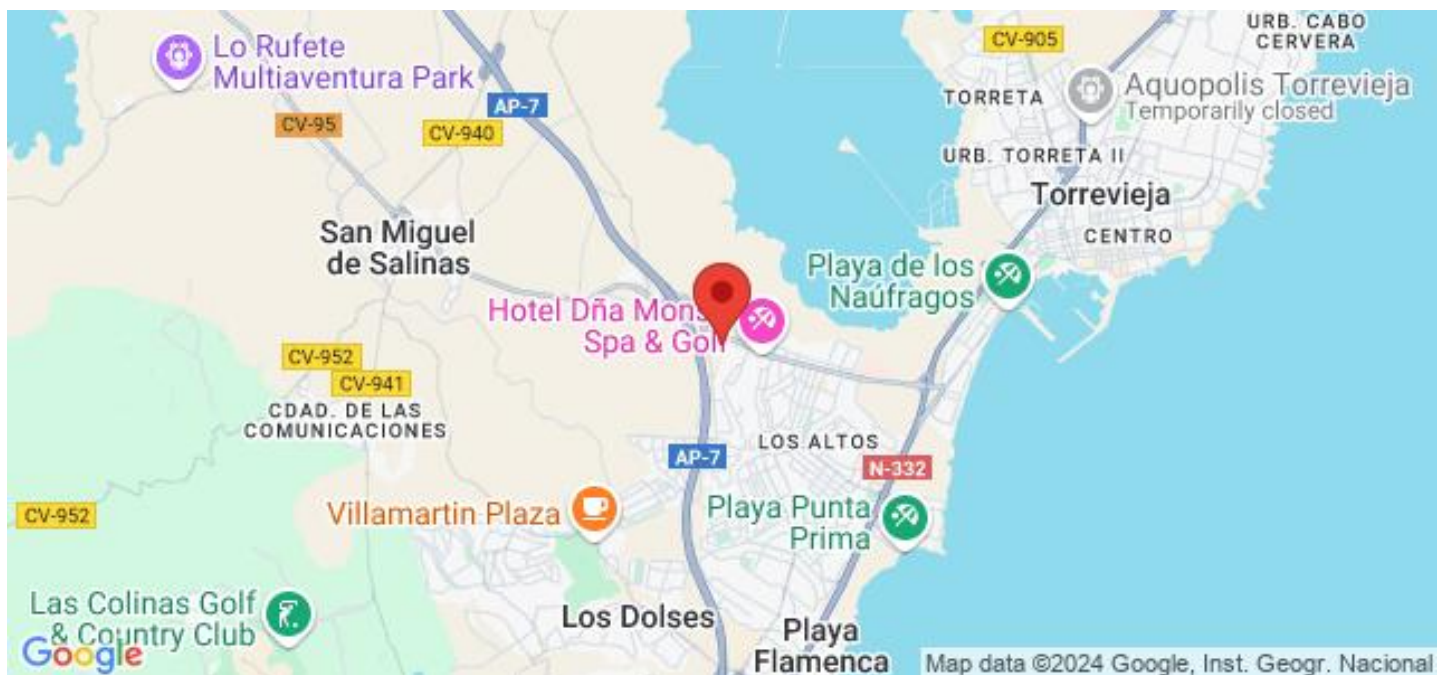 URB. CABO
CERVERA
Lo Rufete
Multiaventura Park
CV-905
TORRETA
Aquopolis Torrevieja
Temporarily closed
AP-7
CV-95
CV-940
URB. TORRETA II
Torrevieja
CENTRO
San Miguel
de Salinas
Playa de los
Naúfragos
Hotel Dña Mons
Spa & Golf
CV-952
CV-941
CDAD. DE LAS
COMUNICACIONES
LOS ALTOS
AP-7
N-332
CV-952
Villamartin Plaza
Playa Punta
Prima
Las Colinas Golf
& Country Club
Los Dolses
Playa
Flamenca
Google
Map data ©2024 Google, Inst. Geogr. Nacional